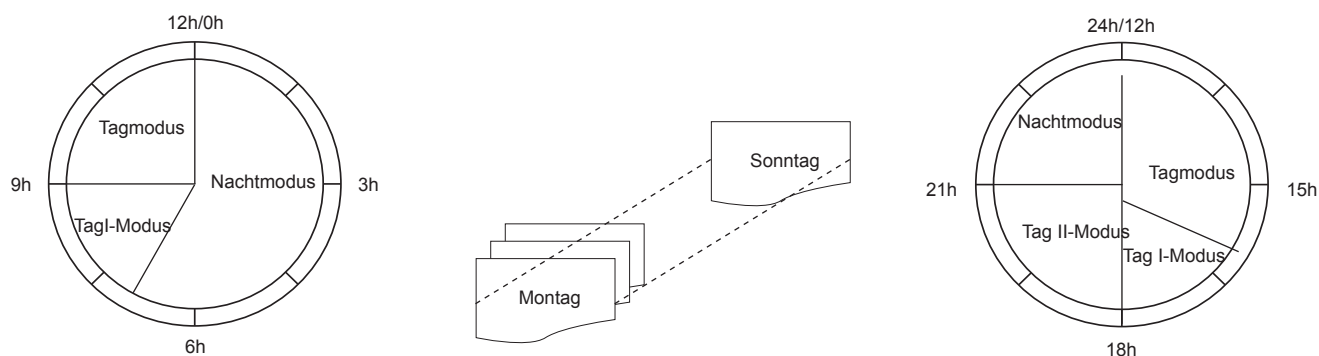 12h/0h
Tagmodus
Nachtmodus
9h
3h
TagI-Modus
6h
Sonntag
Montag
24h/12h
Nachtmodus
Tagmodus
21h
15h
Tag II-Modus
Tag I-Modus
18h